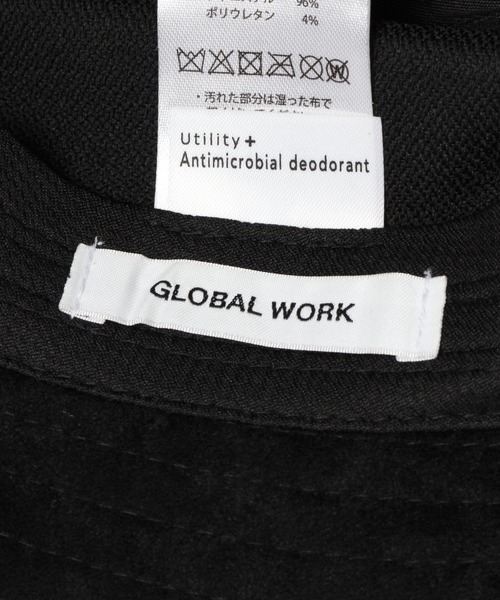 96%
ポリウレタン 4%
・汚れた部分は湿った布で
Utility+
Antimicrobial deodorant
GLOBAL WORK